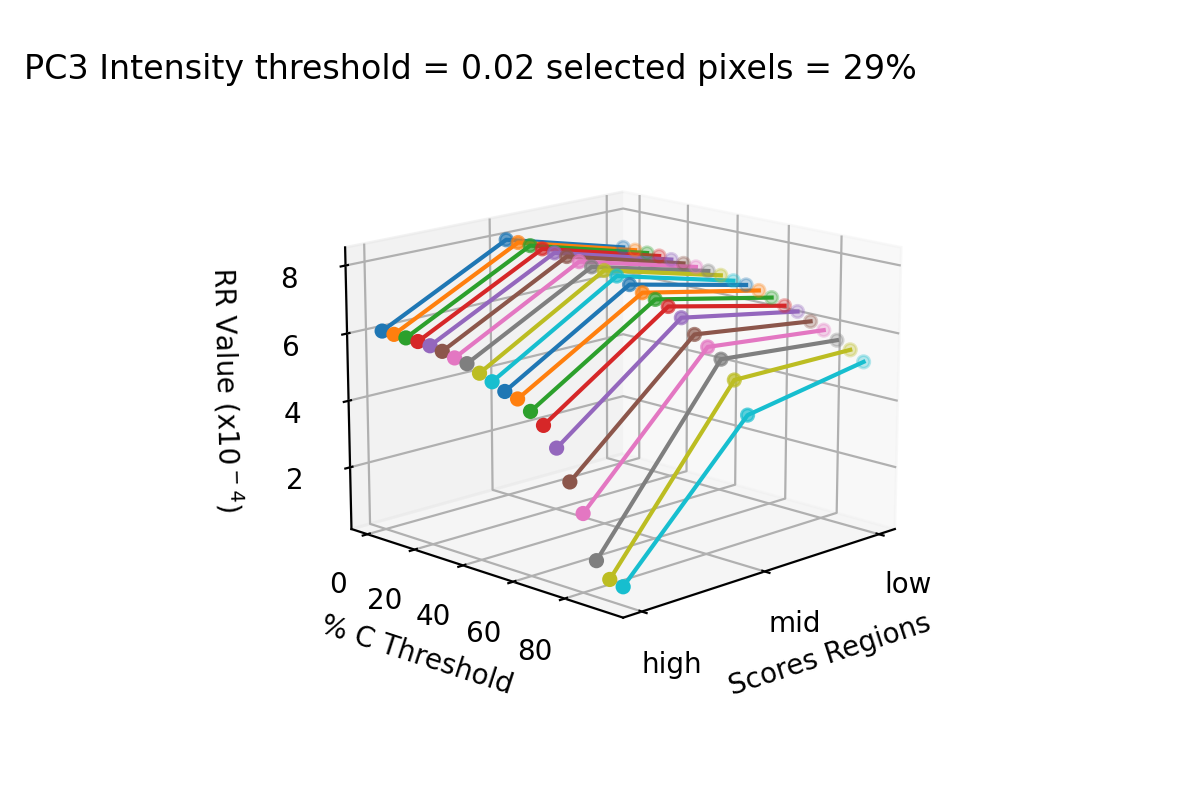 PC3 Intensity threshold = 0.02 selected pixels = 29%
RR Value (x10⁻⁴)
8
6
4
2
0
20
40
60
80
% C Threshold
high
mid
low
Scores Regions